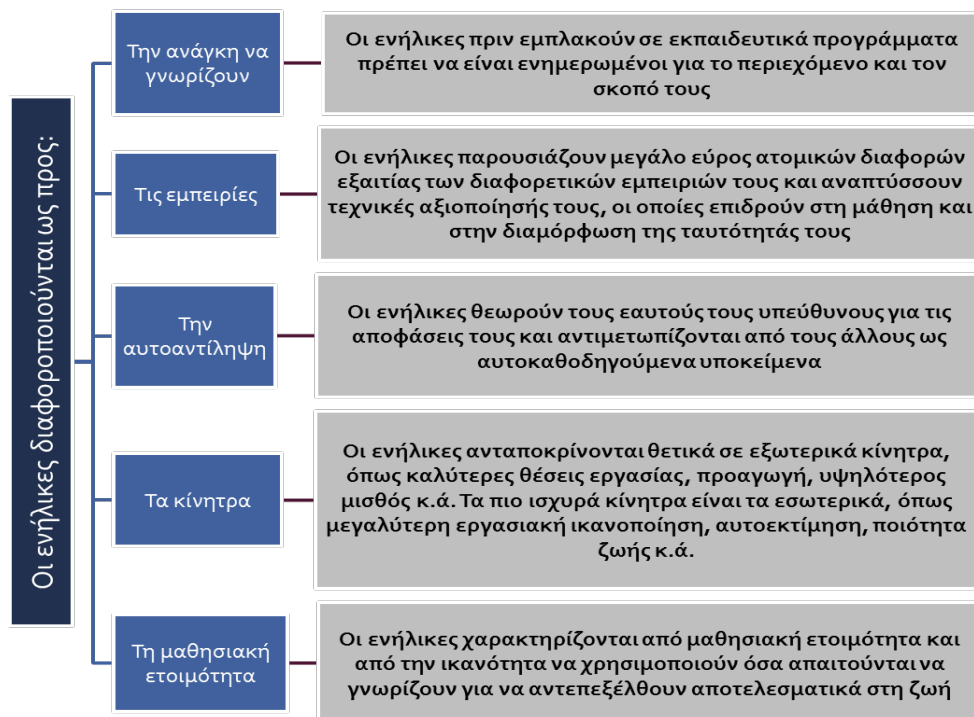 Οι ενήλικες διαφοροποιούνται ως προς:
Την ανάγκη να
γνωρίζουν
Οι ενήλικες πριν εμπλακούν σε εκπαιδευτικά προγράμματα
πρέπει να είναι ενημερωμένοι για το περιεχόμενο και τον
σκοπό τους
Τις εμπειρίες
Οι ενήλικες παρουσιάζουν μεγάλο εύρος ατομικών διαφορών
εξαιτίας των διαφορετικών εμπειριών τους και αναπτύσσουν
τεχνικές αξιοποίησής τους, οι οποίες επιδρούν στη μάθηση και
στην διαμόρφωση της ταυτότητάς τους
Την
αυτοαντίληψη
Οι ενήλικες θεωρούν τους εαυτούς τους υπεύθυνους για τις
αποφάσεις τους και αντιμετωπίζονται από τους άλλους ως
αυτοκαθοδηγούμενα υποκείμενα
Τα κίνητρα
Οι ενήλικες ανταποκρίνονται θετικά σε εξωτερικά κίνητρα,
όπως καλύτερες θέσεις εργασίας, προαγωγή, υψηλότερος
μισθός κ.ά. Τα πιο ισχυρά κίνητρα είναι τα εσωτερικά, όπως
μεγαλύτερη εργασιακή ικανοποίηση, αυτοεκτίμηση, ποιότητα
ζωής κ.ά.
Τη μαθησιακή
ετοιμότητα
Οι ενήλικες χαρακτηρίζονται από μαθησιακή ετοιμότητα και
από την ικανότητα να χρησιμοποιούν όσα απαιτούνται να
γνωρίζουν για να αντεπεξέλθουν αποτελεσματικά στη ζωή